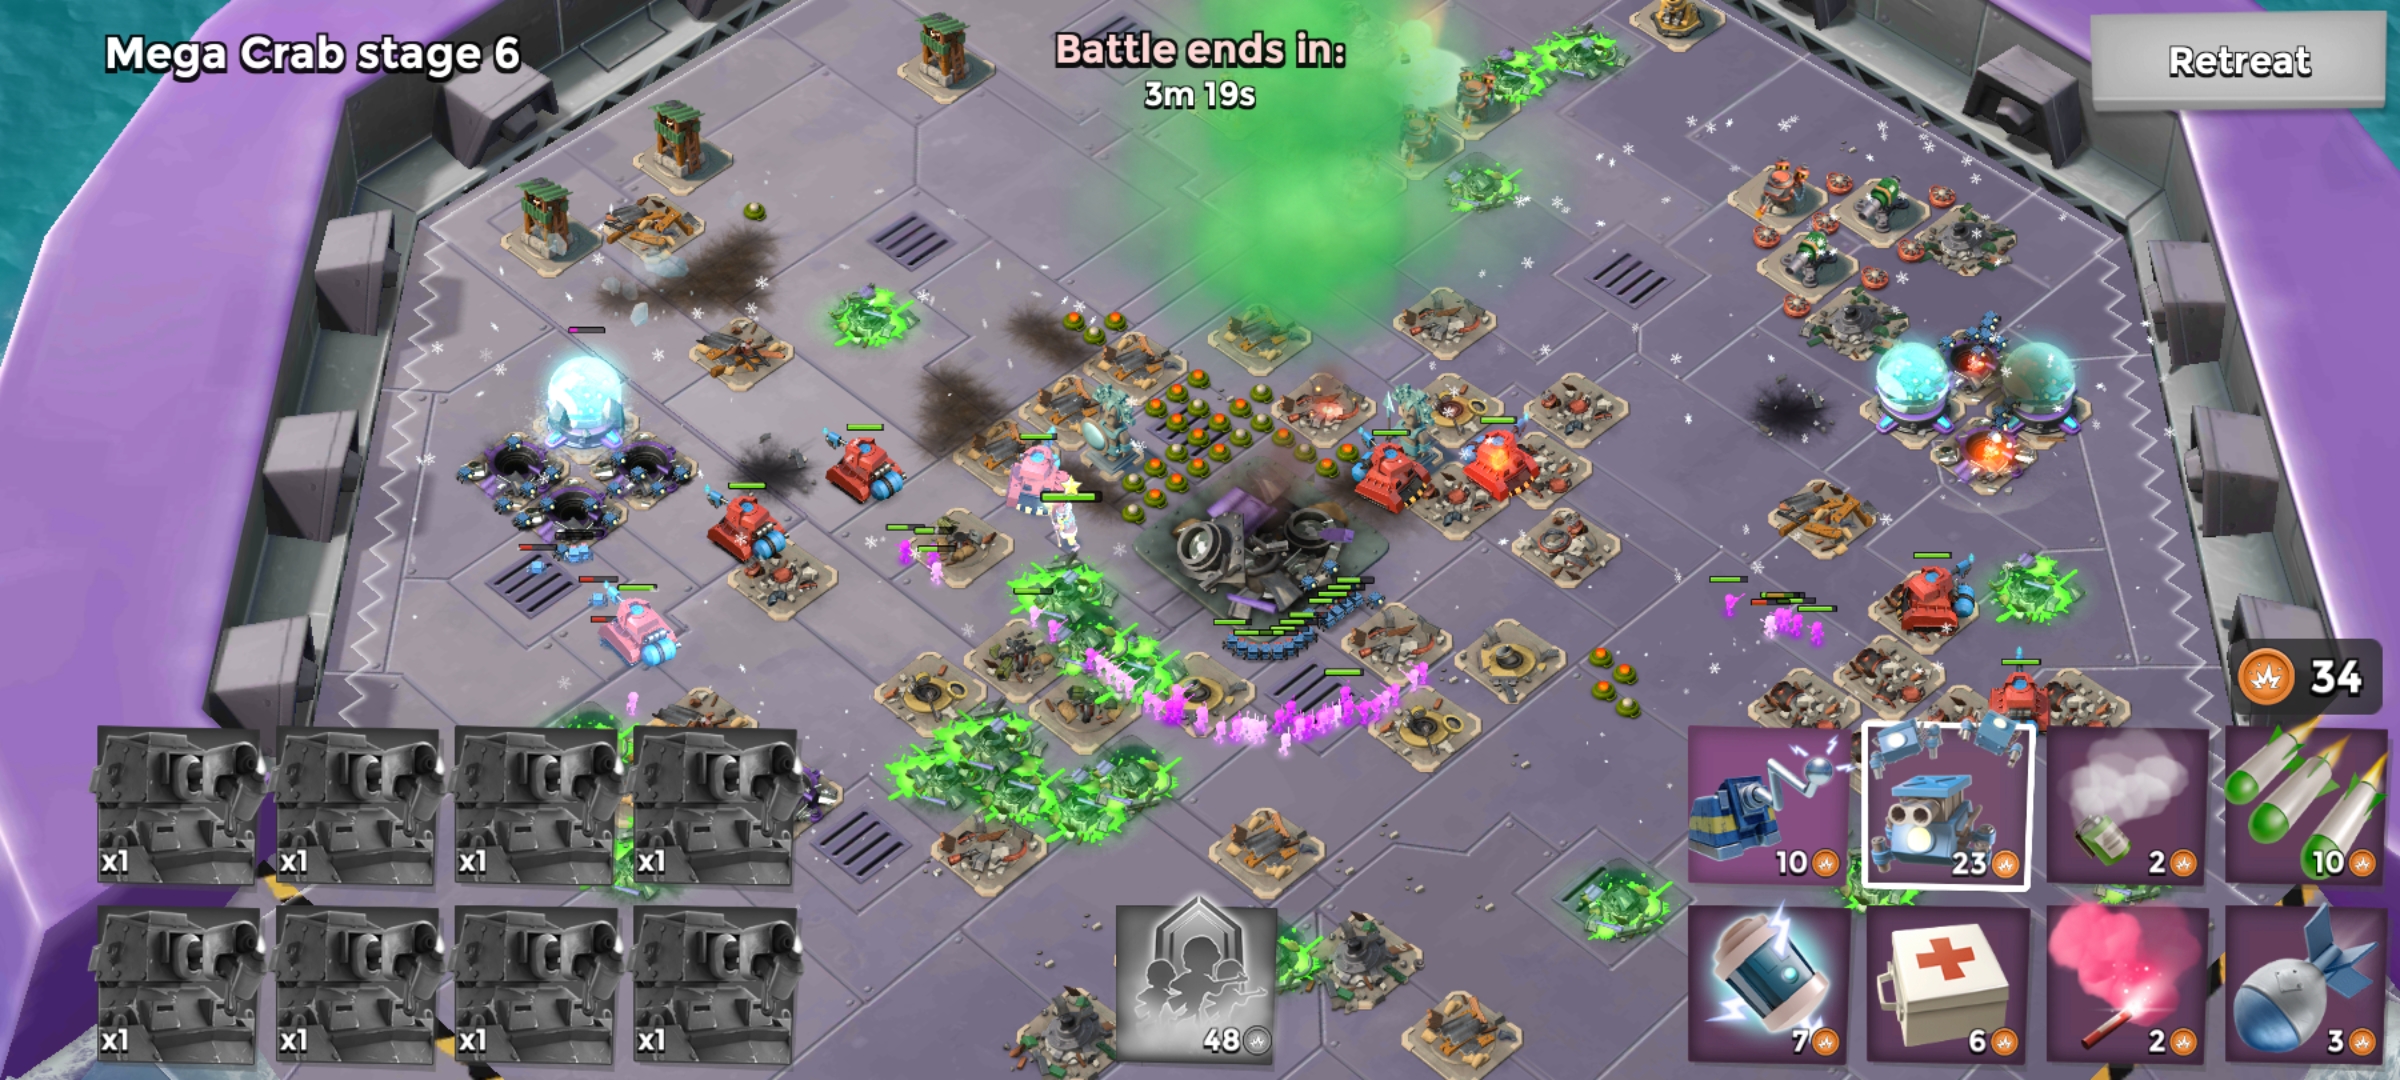 Mega Crab stage 6
Battle ends in:
3m 19s
Retreat
34
x1
x1
x1
x1
10
23
2
10
x1
x1
x1
x1
48
7
6
2
3